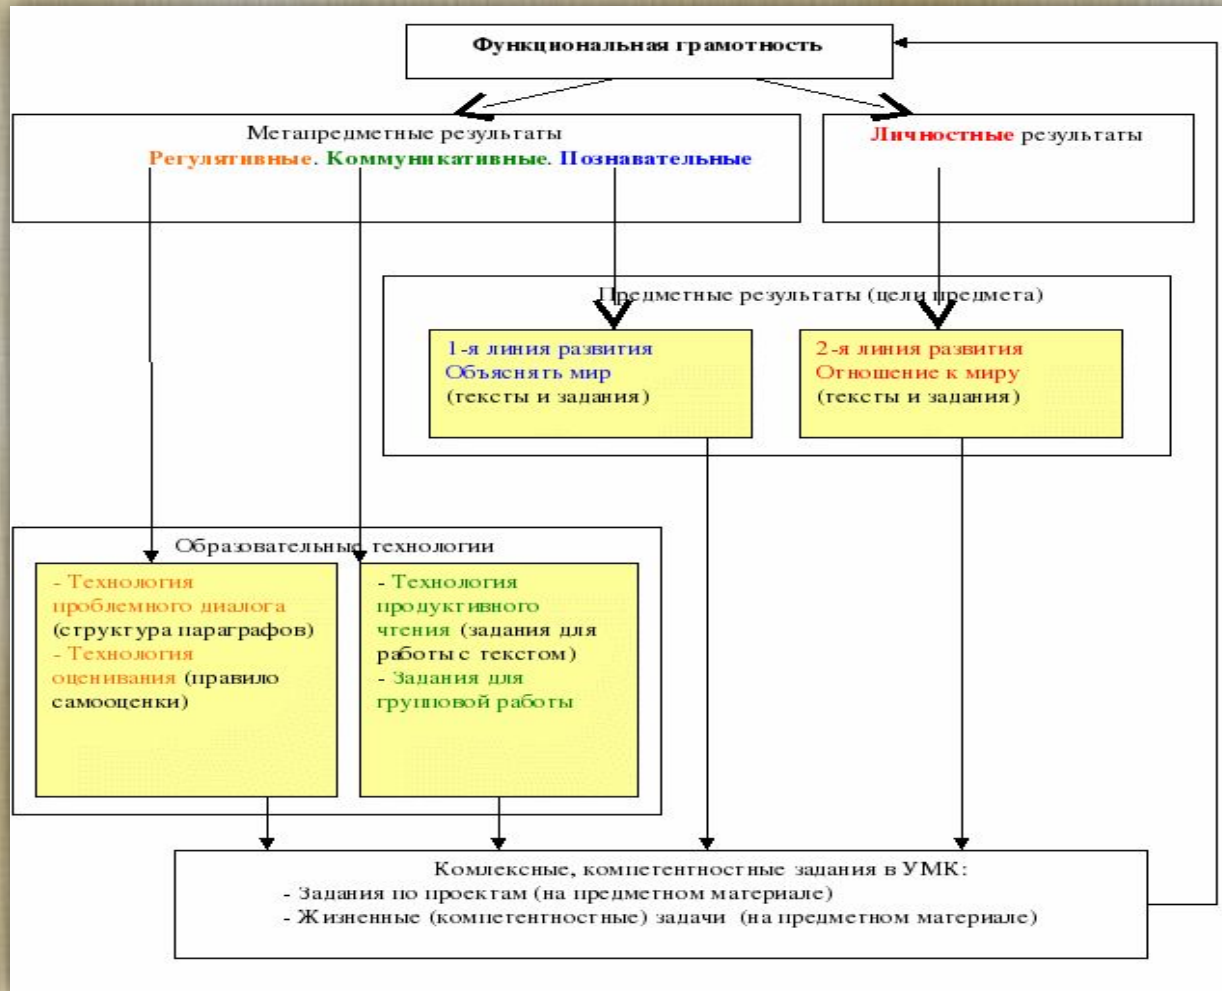 Функциональная грамотность
Метапредметные результаты
Регулятивные. Коммуникативные. Познавательные
Личностные результаты
Предметные результаты (цели предмета)
1-я линия развития
Объяснять мир
(тексты и задания)
2-я линия развития
Отношение к миру
(тексты и задания)
Образовательные технологии
- Технология
проблемного диалога
(структура параграфов)
- Технология
оценивания (правило
самооценки)
- Технология
продуктивного
чтения (задания для
работы с текстом)
- Задания для
групповой работы
Комлексные, компетентностные задания в УМК:
- Задания по проектам (на предметном материале)
- Жизненные (компетентностные) задачи (на предметном материале)